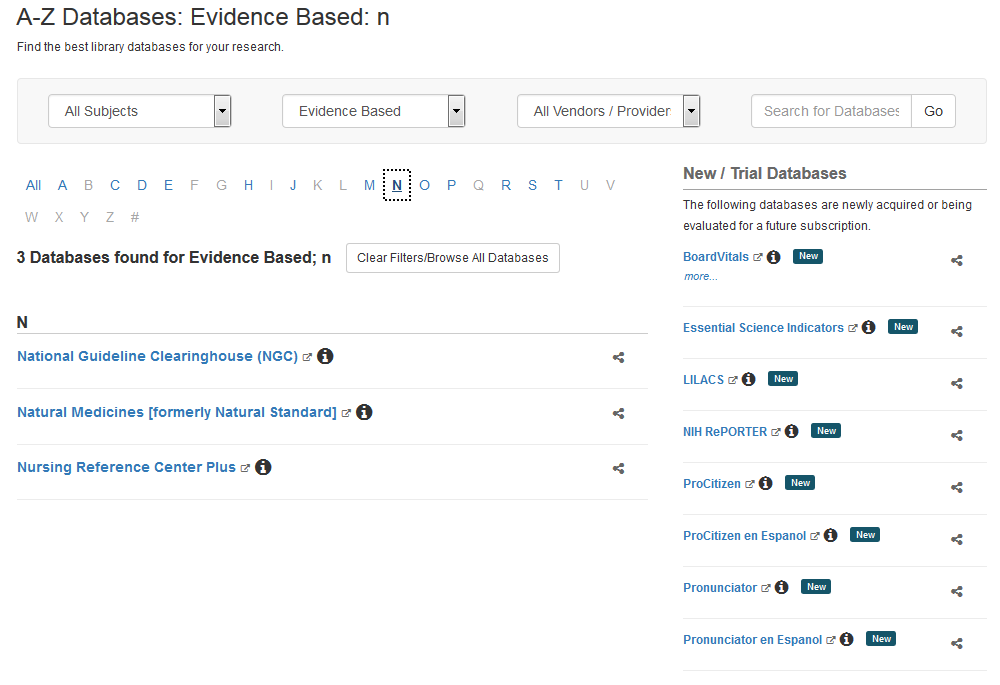 A-Z Databases: Evidence Based: n
Find the best library databases for your research.
All Subjects
Evidence Based
All Vendors / Provider
Search for Databases
Go
All A B C D E F G H I J K L M N O P Q R S T U V
W X Y Z #
3 Databases found for Evidence Based; n
Clear Filters/Browse All Databases
N
National Guideline Clearinghouse (NGC)
Natural Medicines [formerly Natural Standard]
Nursing Reference Center Plus
New / Trial Databases
The following databases are newly acquired or being
evaluated for a future subscription.
BoardVitals New
more...
Essential Science Indicators New
LILACS New
NIH RePORTER New
ProCitizen New
ProCitizen en Espanol New
Pronunciator New
Pronunciator en Espanol New